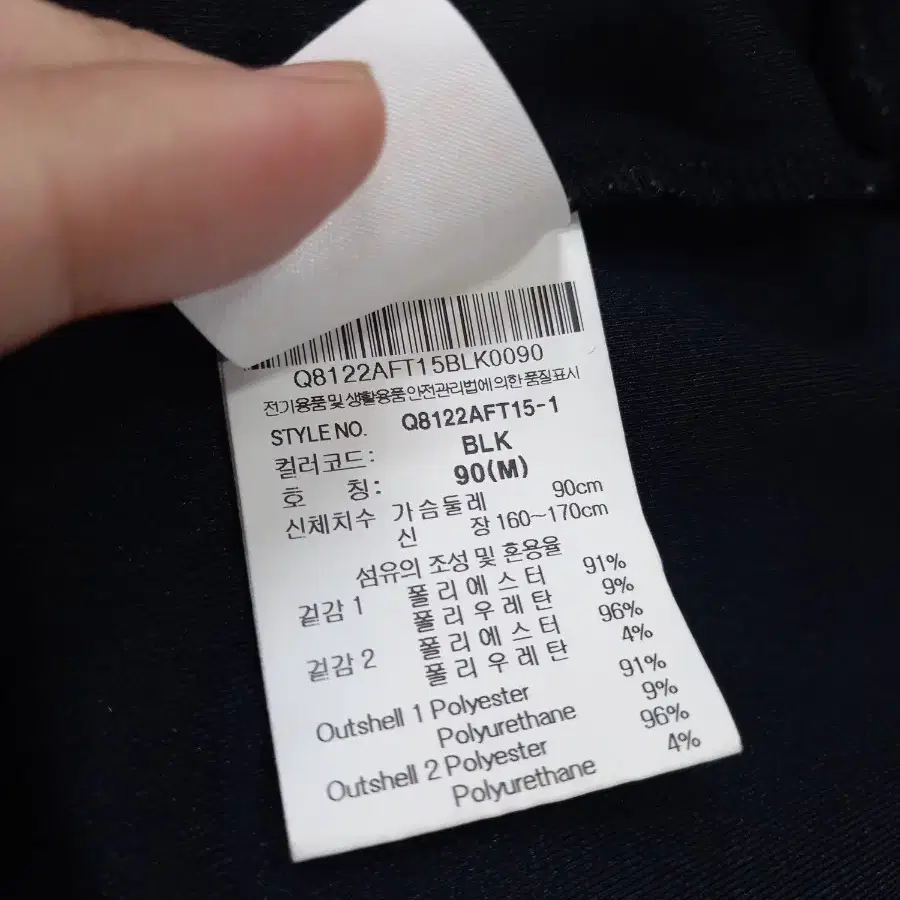 Q8122AFT15BLK0090
전기용품 및 생활용품 안전관리법에 의한 품질표시
STYLE NO. Q8122AFT15-1
컬러코드: BLK
호 칭: 90(M)
신체치수 가슴둘레 90cm
신 장 160~170cm
섬유의 조성 및 혼용율
겉감 1 폴리에스터 91%
폴리우레탄 9%
겉감 2 폴리에스터 96%
폴리우레탄 4%
Outshell 1 Polyester 91%
Polyurethane 9%
Outshell 2 Polyester 96%
Polyurethane 4%